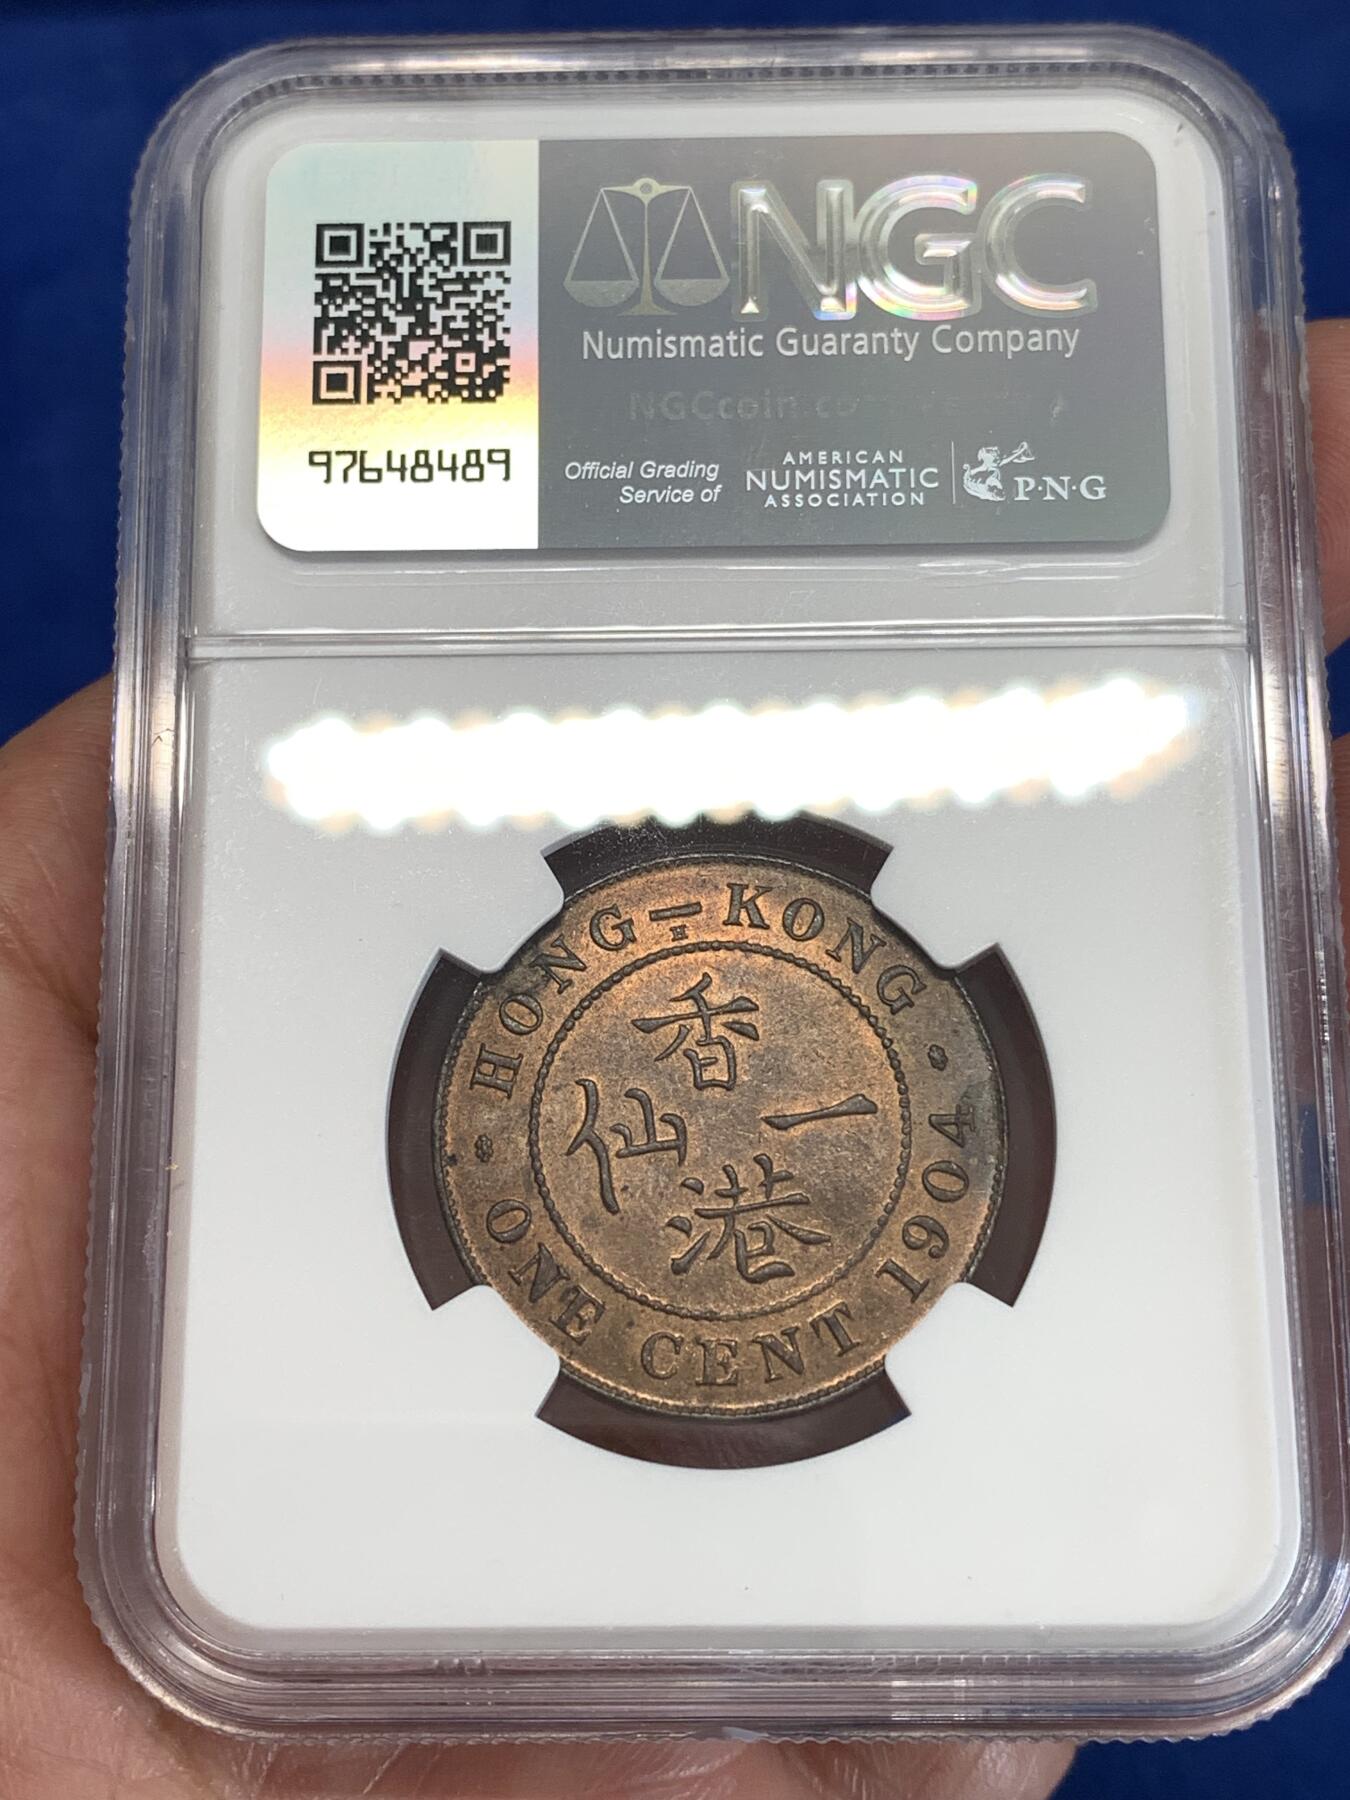 NGC
Numismatic Guaranty Company
97648489
Official Grading
Service of
AMERICAN
NUMISMATIC
ASSOCIATION
P·N·G
HONG-KONG
香
仙 一
港
ONE CENT 1904